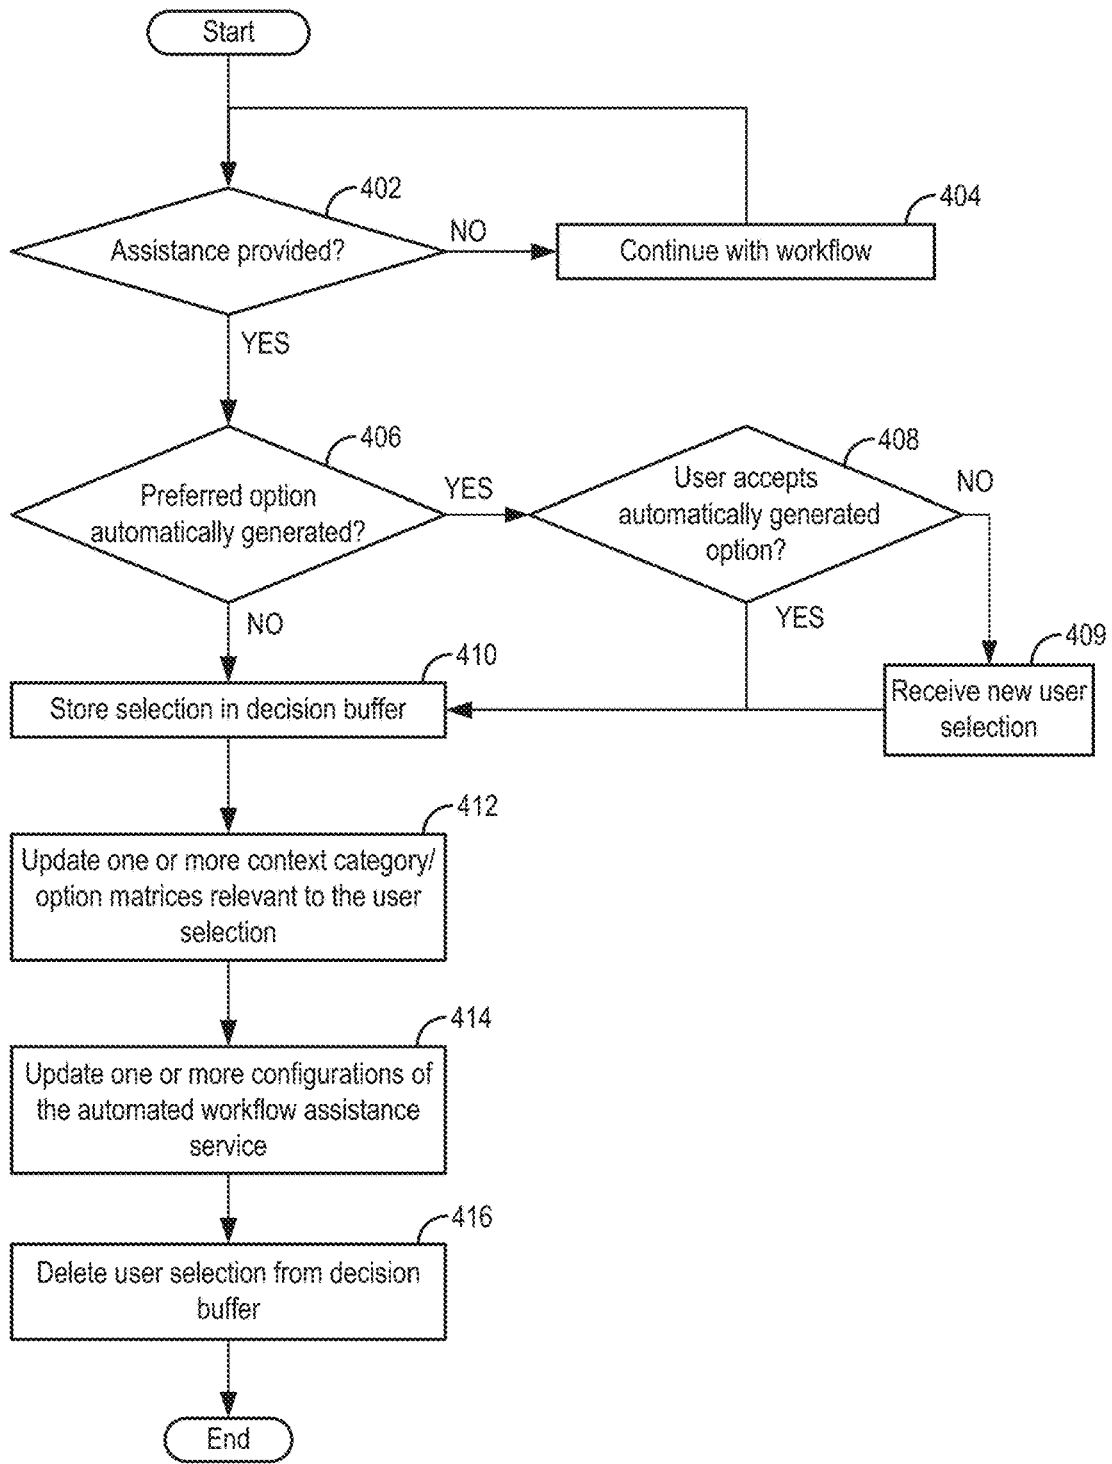 Start
402
404
Assistance provided?
NO
Continue with workflow
YES
406
408
Preferred option
automatically generated?
YES
User accepts
automatically generated
option?
NO
NO
YES
409
410
Store selection in decision buffer
Receive new user
selection
412
Update one or more context category/
option matrices relevant to the user
selection
414
Update one or more configurations of
the automated workflow assistance
service
416
Delete user selection from decision
buffer
End